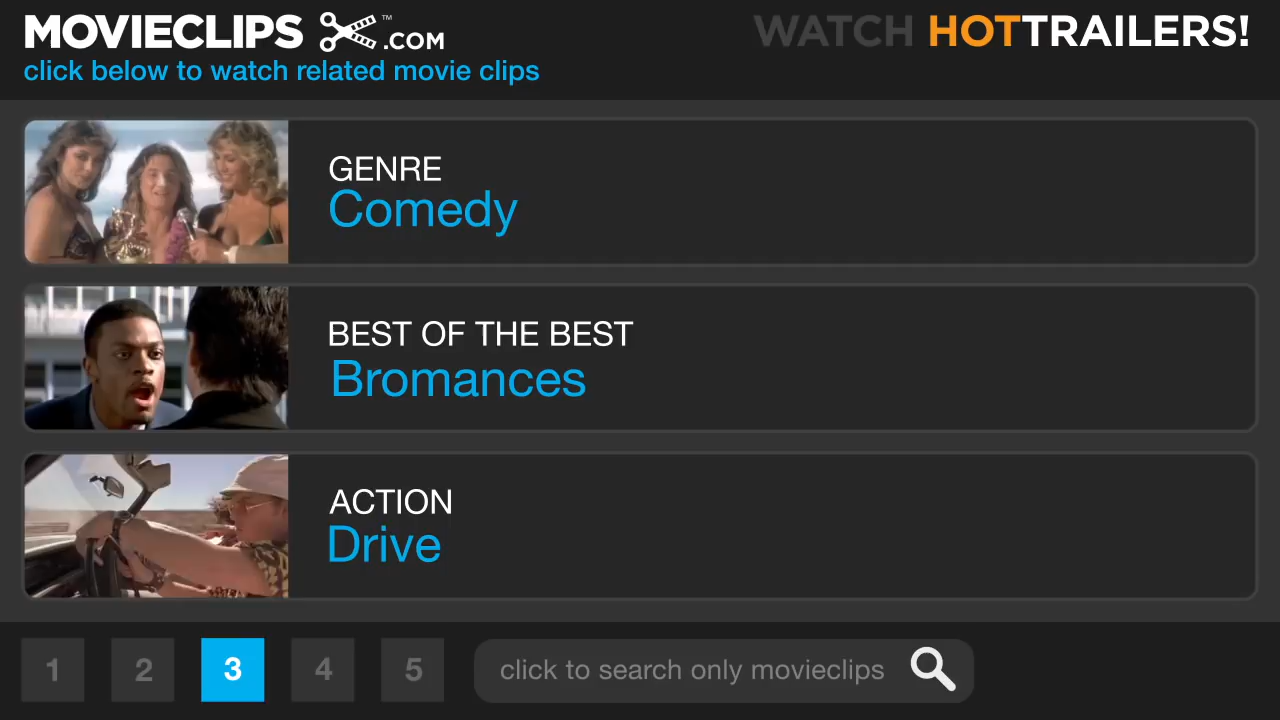 MOVIECLIPS ™ .COM
WATCH HOTTRAILERS!
click below to watch related movie clips
GENRE
Comedy
BEST OF THE BEST
Bromances
ACTION
Drive
1 2 3 4 5
click to search only movieclips